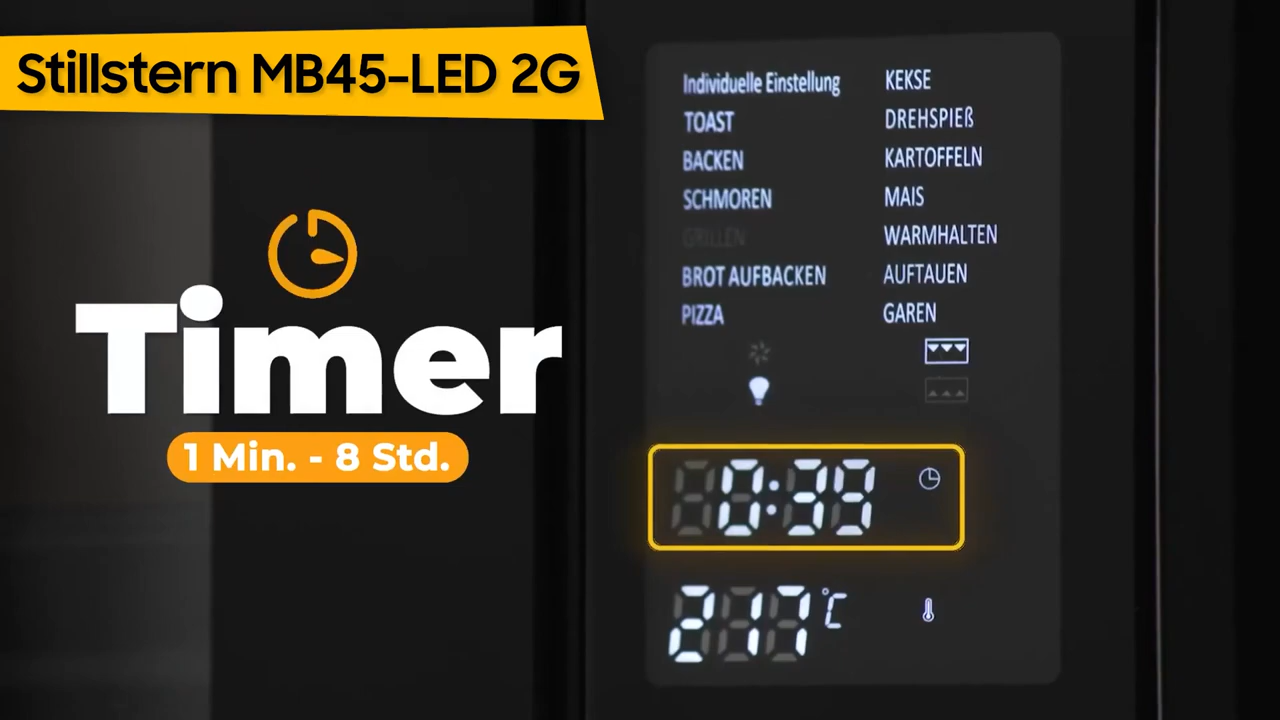 Stillstern MB45-LED 2G
Timer
1 Min. - 8 Std.
Individuelle Einstellung
TOAST
BACKEN
SCHMOREN
GRILLEN
BROT AUFBACKEN
PIZZA
KEKSE
DREHSPIEß
KARTOFFELN
MAIS
WARMHALTEN
AUFTAUEN
GAREN
0:39
217°C